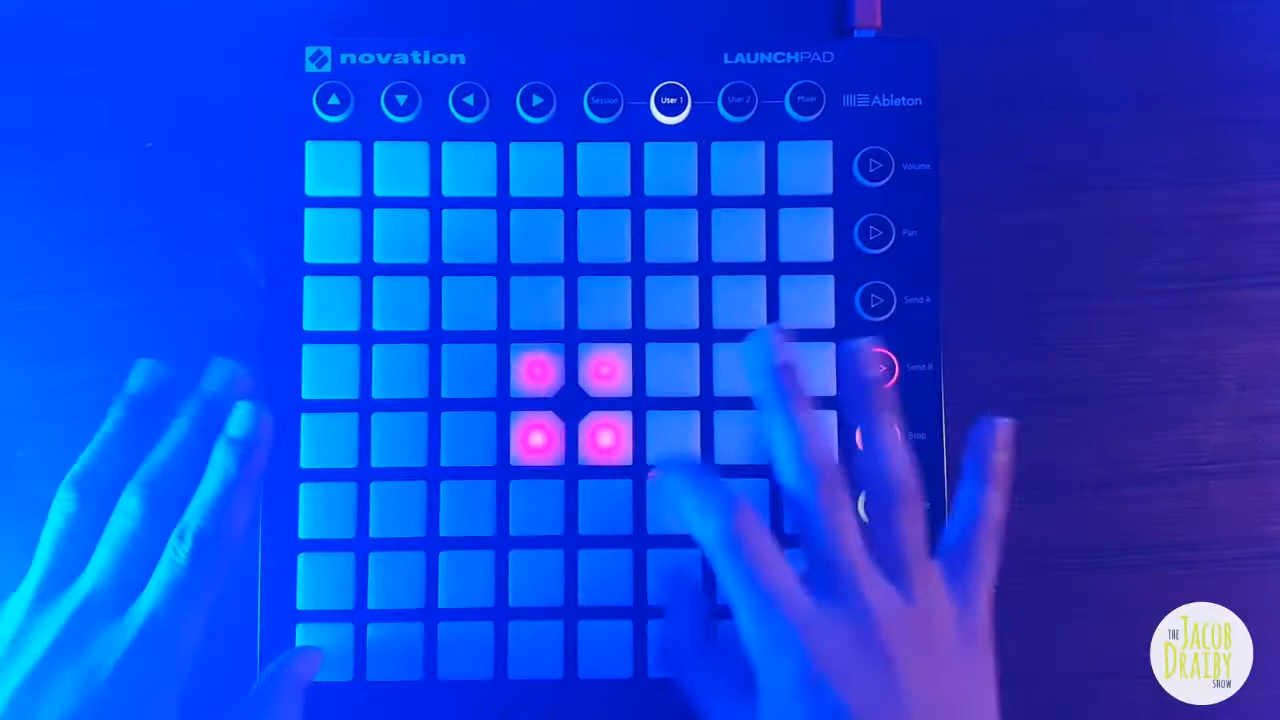 novation
LAUNCHPAD
Session
User 1
User 2
Mixer
Ableton
Volume
Pan
Send A
Send B
Stop
THE
JACOB
DRAIBY
SHOW